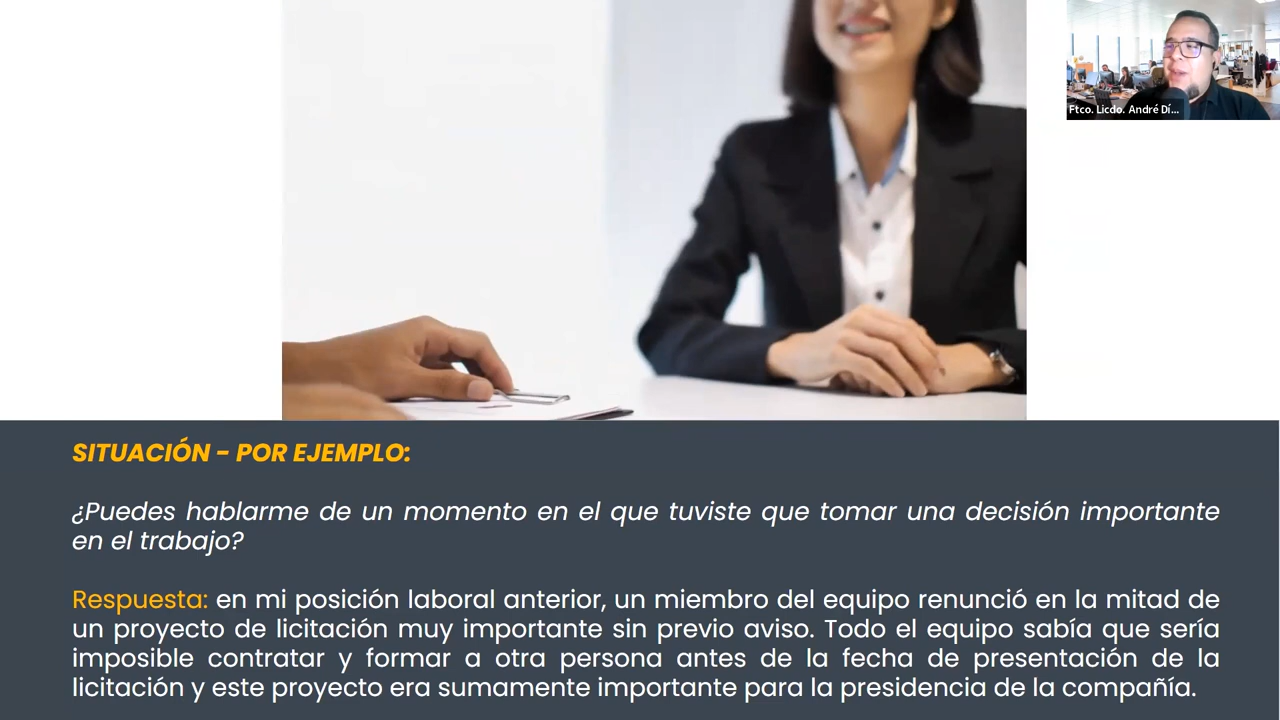 Ftco. Licdo. André Dí...
SITUACIÓN - POR EJEMPLO:
¿Puedes hablarme de un momento en el que tuviste que tomar una decisión importante
en el trabajo?
Respuesta: en mi posición laboral anterior, un miembro del equipo renunció en la mitad de
un proyecto de licitación muy importante sin previo aviso. Todo el equipo sabía que sería
imposible contratar y formar a otra persona antes de la fecha de presentación de la
licitación y este proyecto era sumamente importante para la presidencia de la compañía.